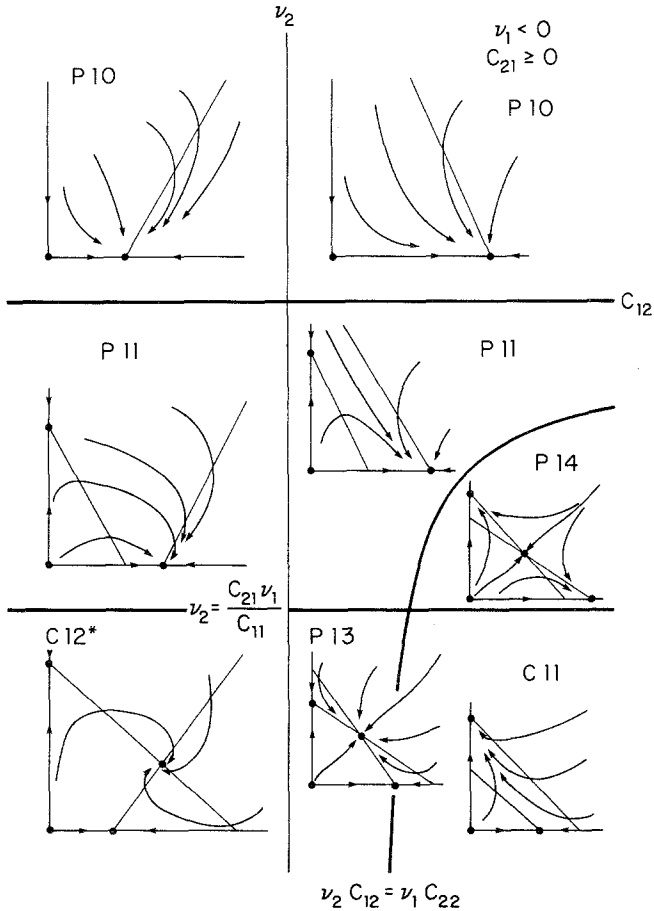 ν₂
ν₁ < 0
C₂₁ ≥ 0
P 10
P 10
C₁₂
P 11
P 11
P 14
ν₂ = C₂₁ν₁ / C₁₁
C 12*
P 13
C 11
ν₂ C₁₂ = ν₁ C₂₂